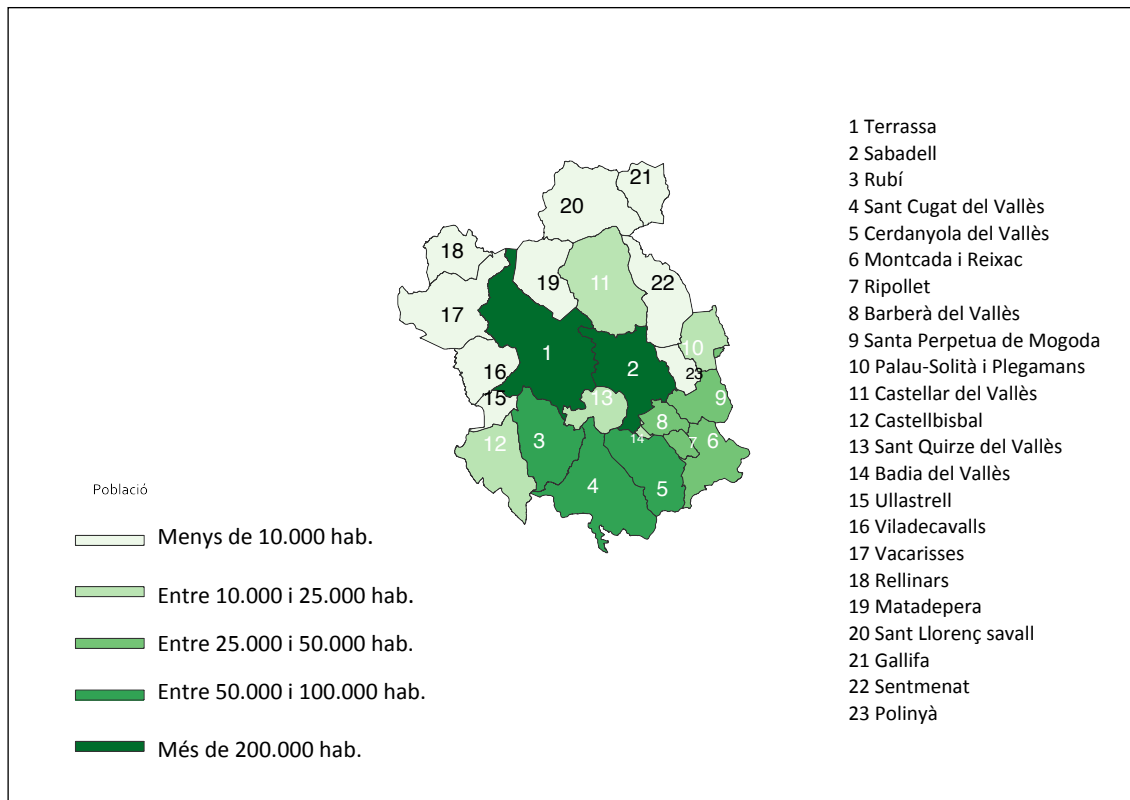 1 Terrassa
2 Sabadell
3 Rubí
4 Sant Cugat del Vallès
5 Cerdanyola del Vallès
6 Montcada i Reixac
7 Ripollet
8 Barberà del Vallès
9 Santa Perpetua de Mogoda
10 Palau-Solità i Plegamans
11 Castellar del Vallès
12 Castellbisbal
13 Sant Quirze del Vallès
14 Badia del Vallès
15 Ullastrell
16 Viladecavalls
17 Vacarisses
18 Rellinars
19 Matadepera
20 Sant Llorenç savall
21 Gallifa
22 Sentmenat
23 Polinyà
21
20
18
19
11
22
17
10
1
2
16
23
15
13
9
8
12
3
14
7
6
4
5
Població
Menys de 10.000 hab.
Entre 10.000 i 25.000 hab.
Entre 25.000 i 50.000 hab.
Entre 50.000 i 100.000 hab.
Més de 200.000 hab.